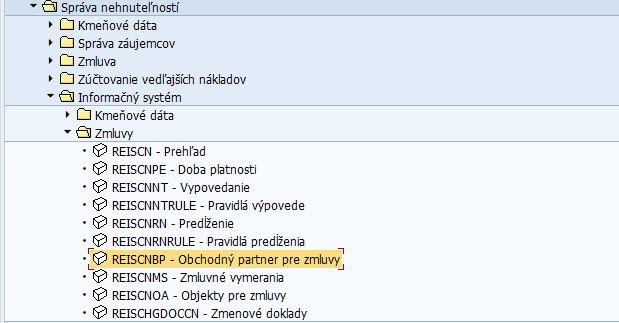 Správa nehnuteľností
Kmeňové dáta
Správa záujemcov
Zmluva
Zúčtovanie vedľajších nákladov
Informačný systém
Kmeňové dáta
Zmluvy
REISCN - Prehľad
REISCNPE - Doba platnosti
REISCNNT - Vypovedanie
REISCNNTRULE - Pravidlá výpovede
REISCNRN - Predĺženie
REISCNRNRULE - Pravidlá predĺženia
REISCNBP - Obchodný partner pre zmluvy
REISCNMS - Zmluvné vymerania
REISCNOA - Objekty pre zmluvy
REISCHGDOCCN - Zmenové doklady